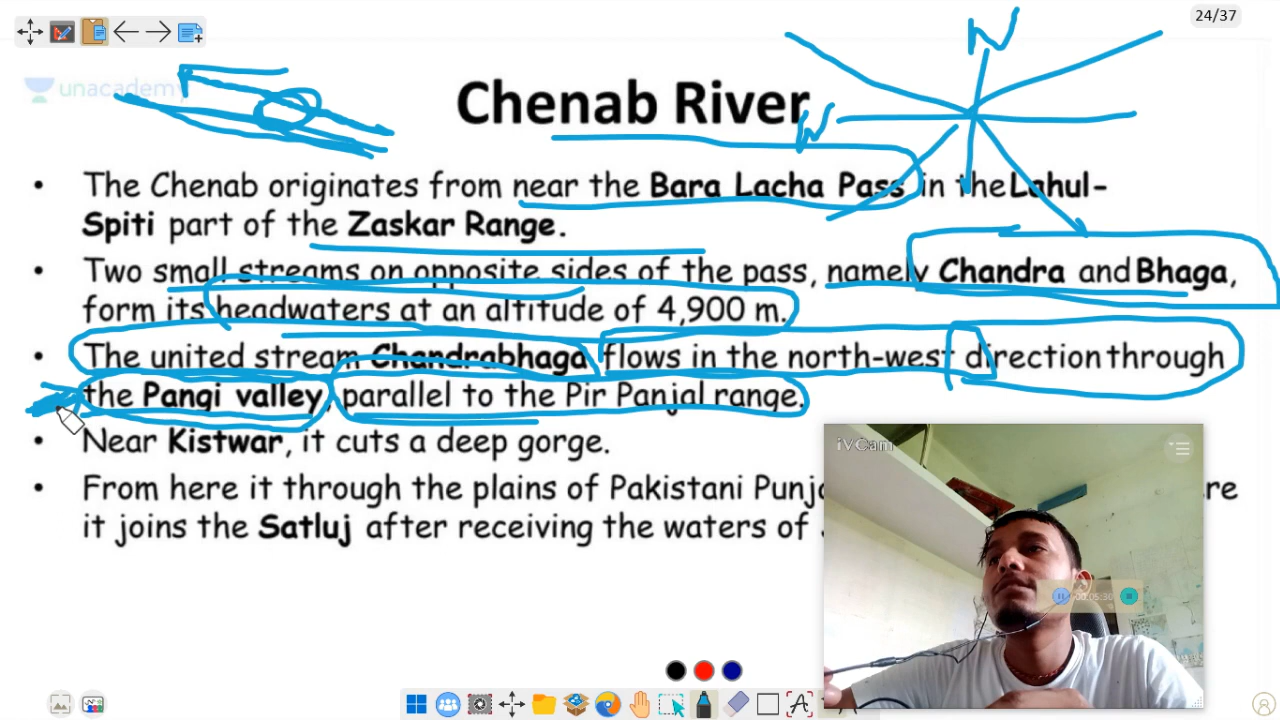 24/37
N
unacademy
Chenab River
W
• The Chenab originates from near the Bara Lacha Pass in the Lahul-
Spiti part of the Zaskar Range.
• Two small streams on opposite sides of the pass, namely Chandra and Bhaga,
form its headwaters at an altitude of 4,900 m.
• The united stream Chandrabhaga flows in the north-west direction through
the Pangi valley, parallel to the Pir Panjal range.
• Near Kistwar, it cuts a deep gorge.
• From here it through the plains of Pakistani
it joins the Satluj after receiving the waters of
iVCam
00:05:30